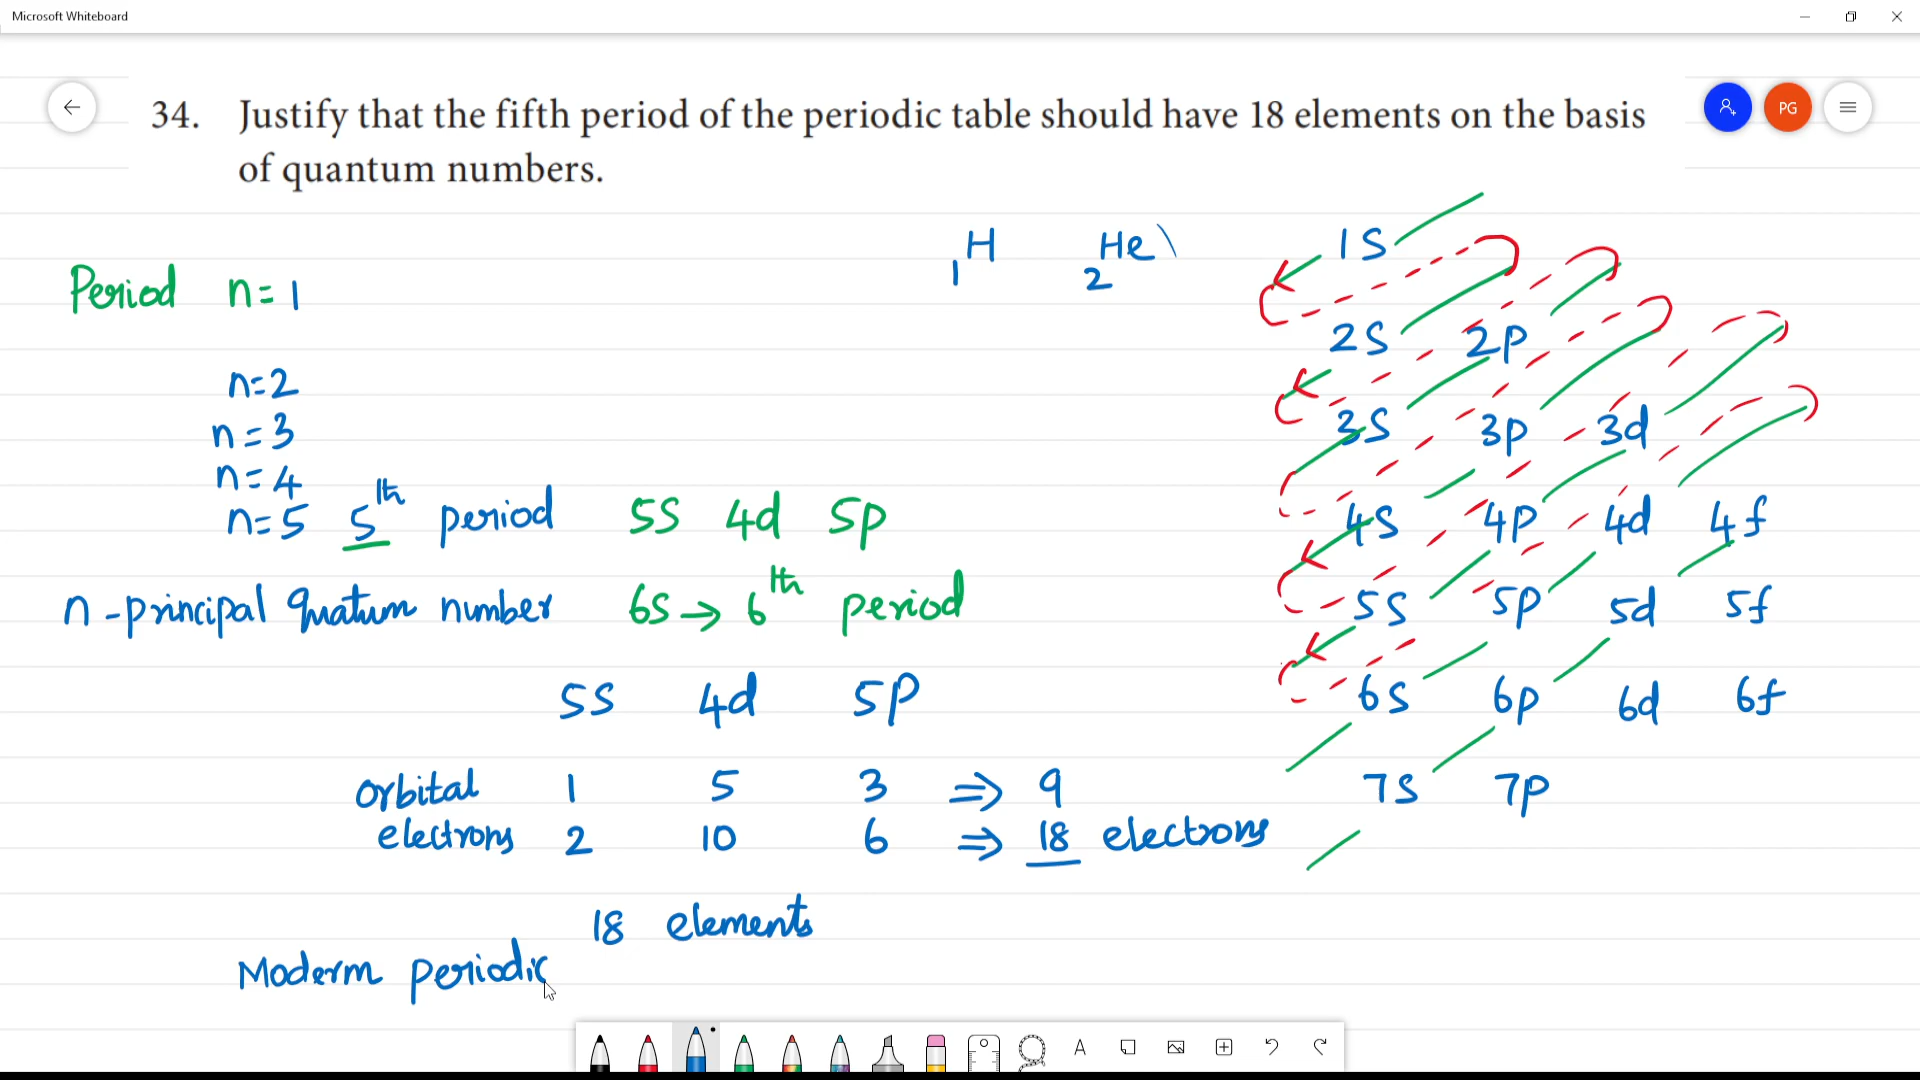 Microsoft Whiteboard
34. Justify that the fifth period of the periodic table should have 18 elements on the basis
of quantum numbers.
PG
Period n=1
1H 2He
n=2
n=3
n=4
n=5 5th period 5s 4d 5p
n-principal Quatum number 6s → 6th period
5s 4d 5p
orbital 1 5 3 ⇒ 9
electrons 2 10 6 ⇒ 18 electrons
18 elements
Moderm periodic
1s
2s 2p
3s 3p 3d
4s 4p 4d 4f
5s 5p 5d 5f
6s 6p 6d 6f
7s 7p
A